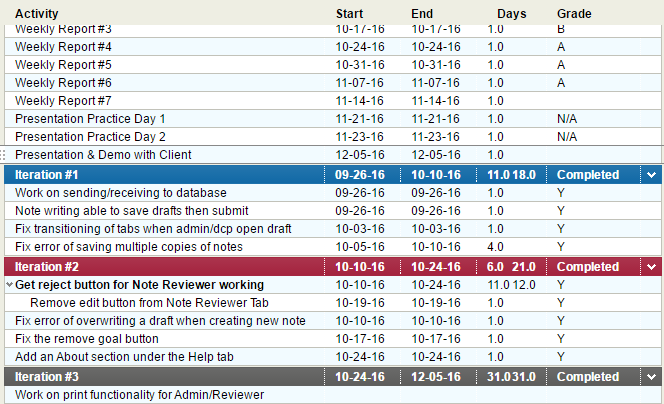 Activity Start End Days Grade
Weekly Report #3 10-17-16 10-17-16 1.0 B
Weekly Report #4 10-24-16 10-24-16 1.0 A
Weekly Report #5 10-31-16 10-31-16 1.0 A
Weekly Report #6 11-07-16 11-07-16 1.0 A
Weekly Report #7 11-14-16 11-14-16 1.0
Presentation Practice Day 1 11-21-16 11-21-16 1.0 N/A
Presentation Practice Day 2 11-23-16 11-23-16 1.0 N/A
Presentation & Demo with Client 12-05-16 12-05-16 1.0
Iteration #1 09-26-16 10-10-16 11.0 18.0 Completed
Work on sending/receiving to database 09-26-16 09-26-16 1.0 Y
Note writing able to save drafts then submit 09-26-16 09-26-16 1.0 Y
Fix transitioning of tabs when admin/dcp open draft 10-03-16 10-03-16 1.0 Y
Fix error of saving multiple copies of notes 10-05-16 10-10-16 4.0 Y
Iteration #2 10-10-16 10-24-16 6.0 21.0 Completed
Get reject button for Note Reviewer working 10-10-16 10-24-16 11.0 12.0 Y
Remove edit button from Note Reviewer Tab 10-19-16 10-19-16 1.0 Y
Fix error of overwriting a draft when creating new note 10-10-16 10-10-16 1.0 Y
Fix the remove goal button 10-17-16 10-17-16 1.0 Y
Add an About section under the Help tab 10-24-16 10-24-16 1.0 Y
Iteration #3 10-24-16 12-05-16 31.0 31.0 Completed
Work on print functionality for Admin/Reviewer